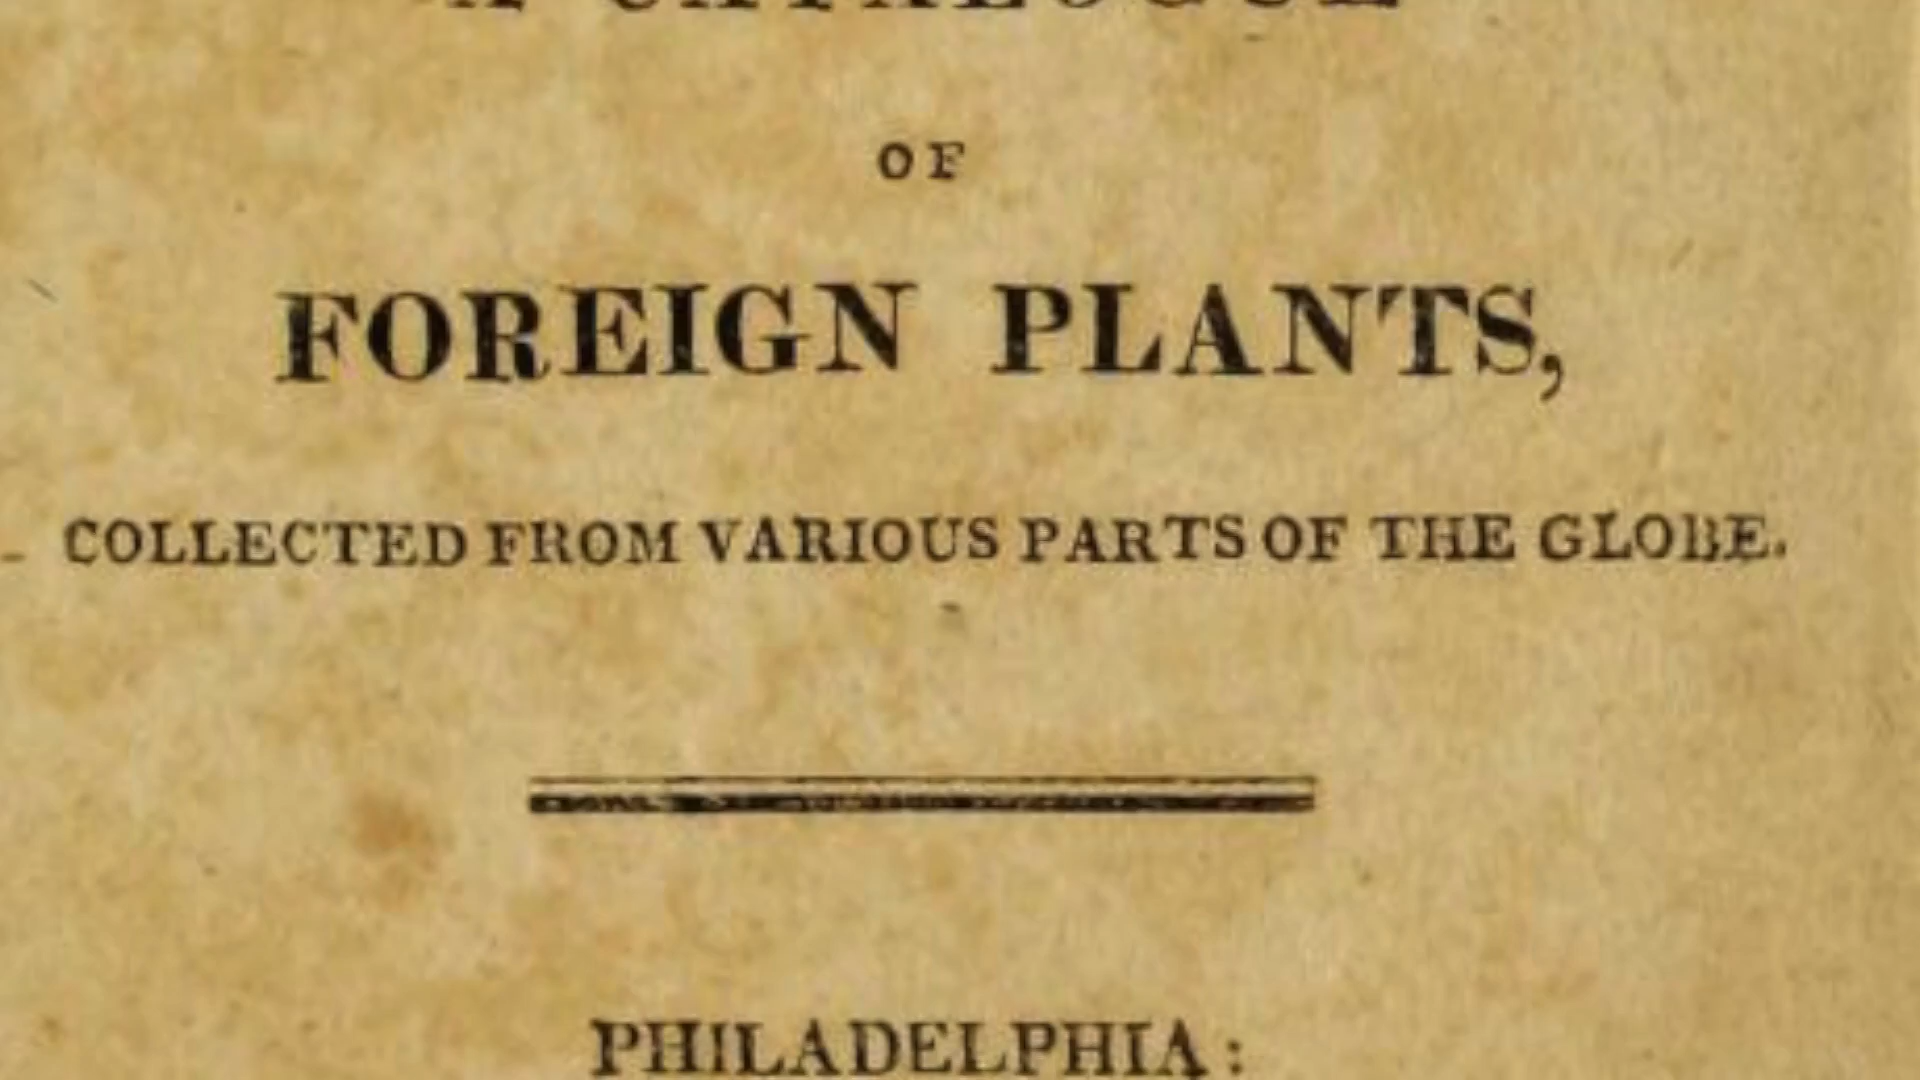 A CATALOGUE
OF
FOREIGN PLANTS,
COLLECTED FROM VARIOUS PARTS OF THE GLOBE.
PHILADELPHIA: